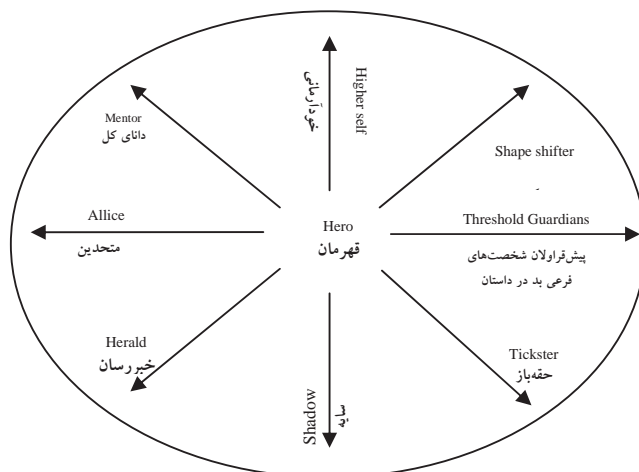 Higher self
خودآرمانی
Mentor
دانای کل
Shape shifter
Allice
متحدین
Hero
قهرمان
Threshold Guardians
پیش‌قراولان شخصت‌های
فرعی بد در داستان
Herald
خبررسان
Tickster
حقه‌باز
Shadow
سایه